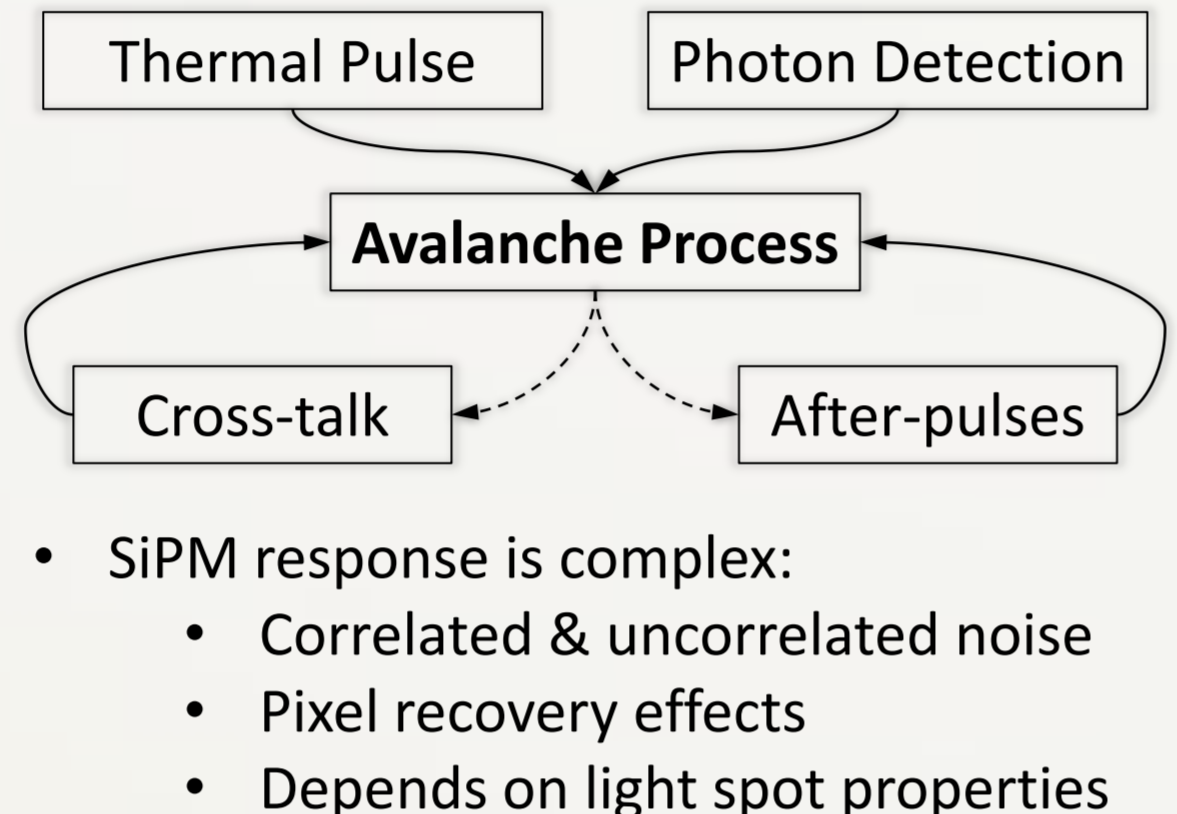 Thermal Pulse
Photon Detection
Avalanche Process
Cross-talk
After-pulses
• SiPM response is complex:
• Correlated & uncorrelated noise
• Pixel recovery effects
• Depends on light spot properties